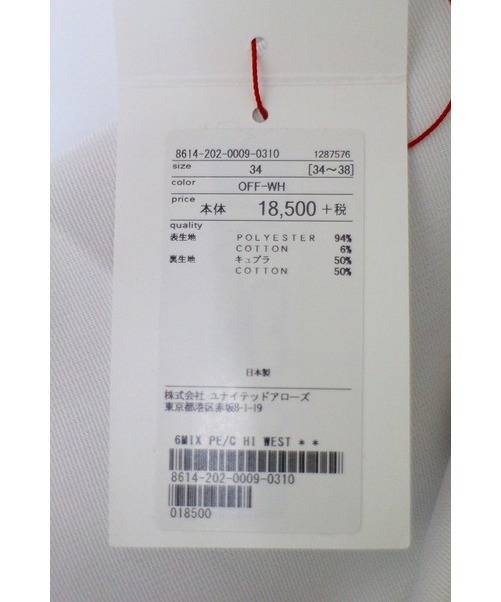 8614-202-0009-0310 1287576
size 34 [34～38]
color OFF-WH
price 本体 18,500 +税
quality
表生地 POLYESTER 94%
COTTON 6%
裏生地 キュプラ 50%
COTTON 50%
日本製
株式会社 ユナイテッドアローズ
東京都港区赤坂8-1-19
6MIX PE/C HI WEST * *
8614-202-0009-0310
018500